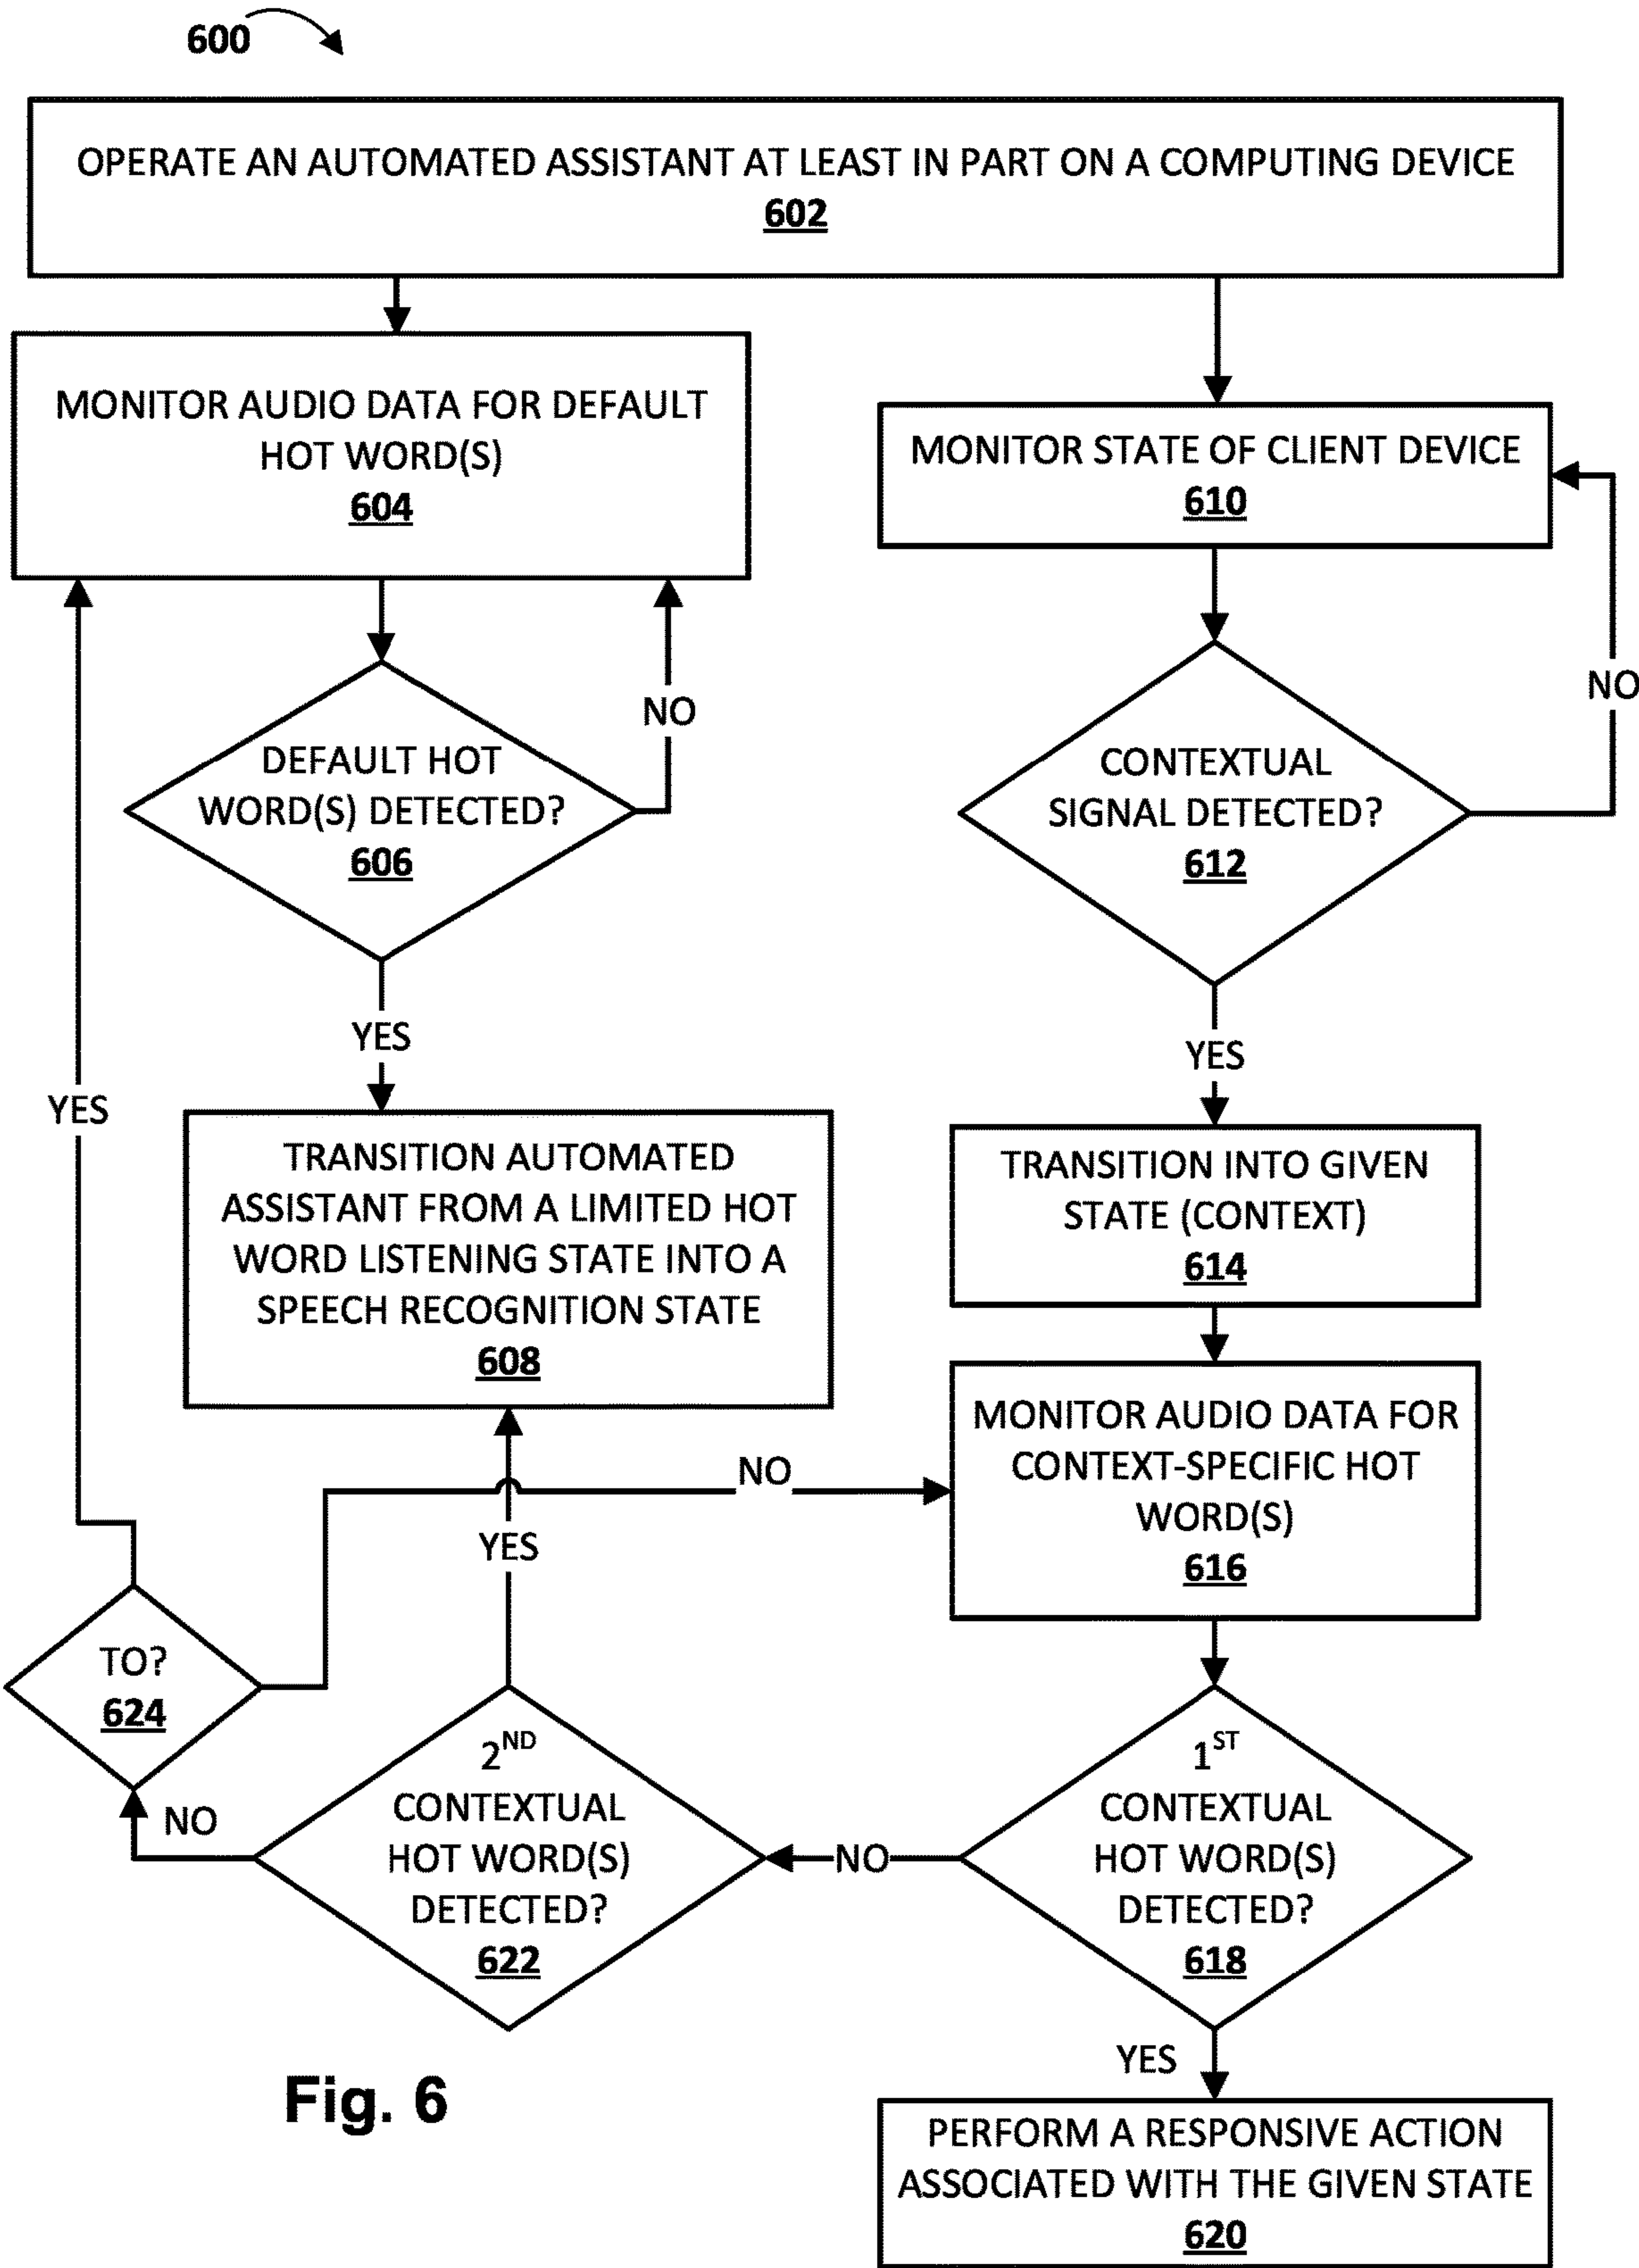 600
OPERATE AN AUTOMATED ASSISTANT AT LEAST IN PART ON A COMPUTING DEVICE
602
MONITOR AUDIO DATA FOR DEFAULT
HOT WORD(S)
604
DEFAULT HOT
WORD(S) DETECTED?
606
NO
YES
TRANSITION AUTOMATED
ASSISTANT FROM A LIMITED HOT
WORD LISTENING STATE INTO A
SPEECH RECOGNITION STATE
608
MONITOR STATE OF CLIENT DEVICE
610
CONTEXTUAL
SIGNAL DETECTED?
612
NO
YES
TRANSITION INTO GIVEN
STATE (CONTEXT)
614
MONITOR AUDIO DATA FOR
CONTEXT-SPECIFIC HOT
WORD(S)
616
1ST
CONTEXTUAL
HOT WORD(S)
DETECTED?
618
YES
PERFORM A RESPONSIVE ACTION
ASSOCIATED WITH THE GIVEN STATE
620
NO
2ND
CONTEXTUAL
HOT WORD(S)
DETECTED?
622
YES
NO
TO?
624
NO
YES
Fig. 6